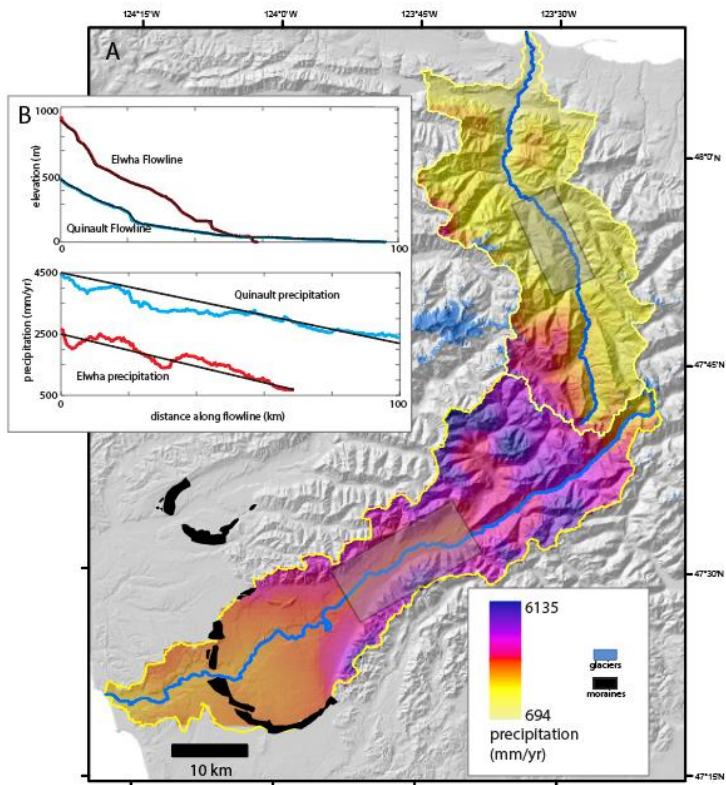 124°15'W
124°0'W
123°45'W
123°30'W
A
B
1000
elevation (m)
500
0
Elwha Flowline
Quinault Flowline
0
100
4500
precipitation (mm/yr)
2500
500
Quinault precipitation
Elwha precipitation
0
100
distance along flowline (km)
48°0'N
47°45'N
47°30'N
47°15'N
6135
694
precipitation
(mm/yr)
glaciers
moraines
10 km